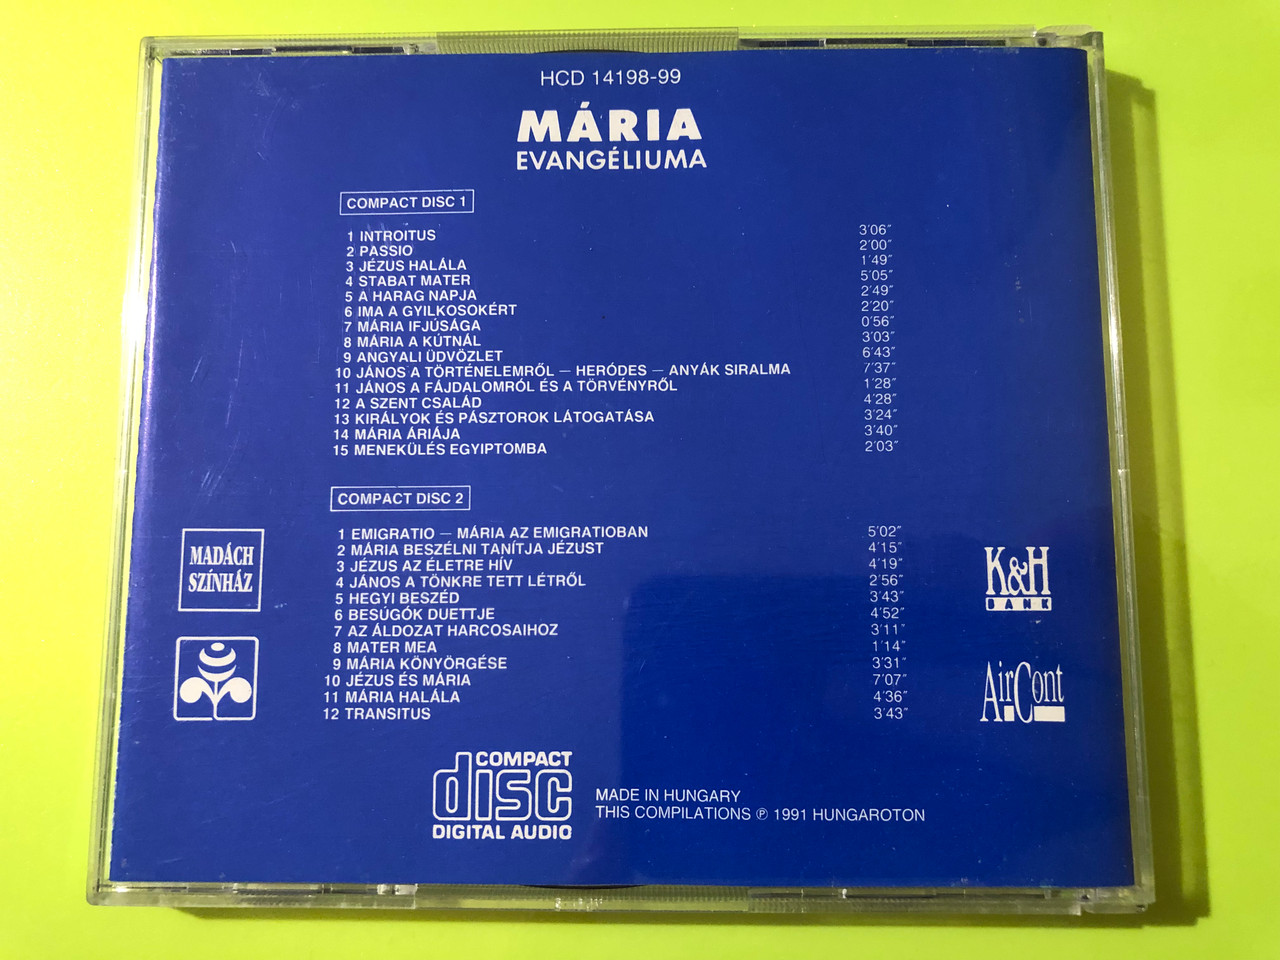 HCD 14198-99
MÁRIA
EVANGÉLIUMA
COMPACT DISC 1
1 INTROITUS 3'06"
2 PASSIO 2'00"
3 JÉZUS HALÁLA 1'49"
4 STABAT MATER 5'05"
5 A HARAG NAPJA 2'49"
6 IMA A GYILKOSOKÉRT 2'20"
7 MÁRIA IFJÚSÁGA 0'56"
8 MÁRIA A KÚTNÁL 3'03"
9 ANGYALI ÜDVÖZLET 6'43"
10 JÁNOS A TÖRTÉNELEMRŐL — HERÓDES — ANYÁK SIRALMA 7'37"
11 JÁNOS A FÁJDALOMRÓL ÉS A TÖRVÉNYRŐL 1'28"
12 A SZENT CSALÁD 4'28"
13 KIRÁLYOK ÉS PÁSZTOROK LÁTOGATÁSA 3'24"
14 MÁRIA ÁRIÁJA 3'40"
15 MENEKÜLÉS EGYIPTOMBA 2'03"
COMPACT DISC 2
1 EMIGRATIO — MÁRIA AZ EMIGRATIOBAN 5'02"
2 MÁRIA BESZÉLNI TANÍTJA JÉZUST 4'15"
3 JÉZUS AZ ÉLETRE HÍV 4'19"
4 JÁNOS A TÖNKRE TETT LÉTRŐL 2'56"
5 HEGYI BESZÉD 3'43"
6 BESÚGÓK DUETTJE 4'52"
7 AZ ÁLDOZAT HARCOSAIHOZ 3'11"
8 MATER MEA 1'14"
9 MÁRIA KÖNYÖRGÉSE 3'31"
10 JÉZUS ÉS MÁRIA 7'07"
11 MÁRIA HALÁLA 4'36"
12 TRANSITUS 3'43"
MADÁCH
SZÍNHÁZ
K&H
BANK
AirCont
COMPACT
disc
DIGITAL AUDIO
MADE IN HUNGARY
THIS COMPILATIONS ℗ 1991 HUNGAROTON